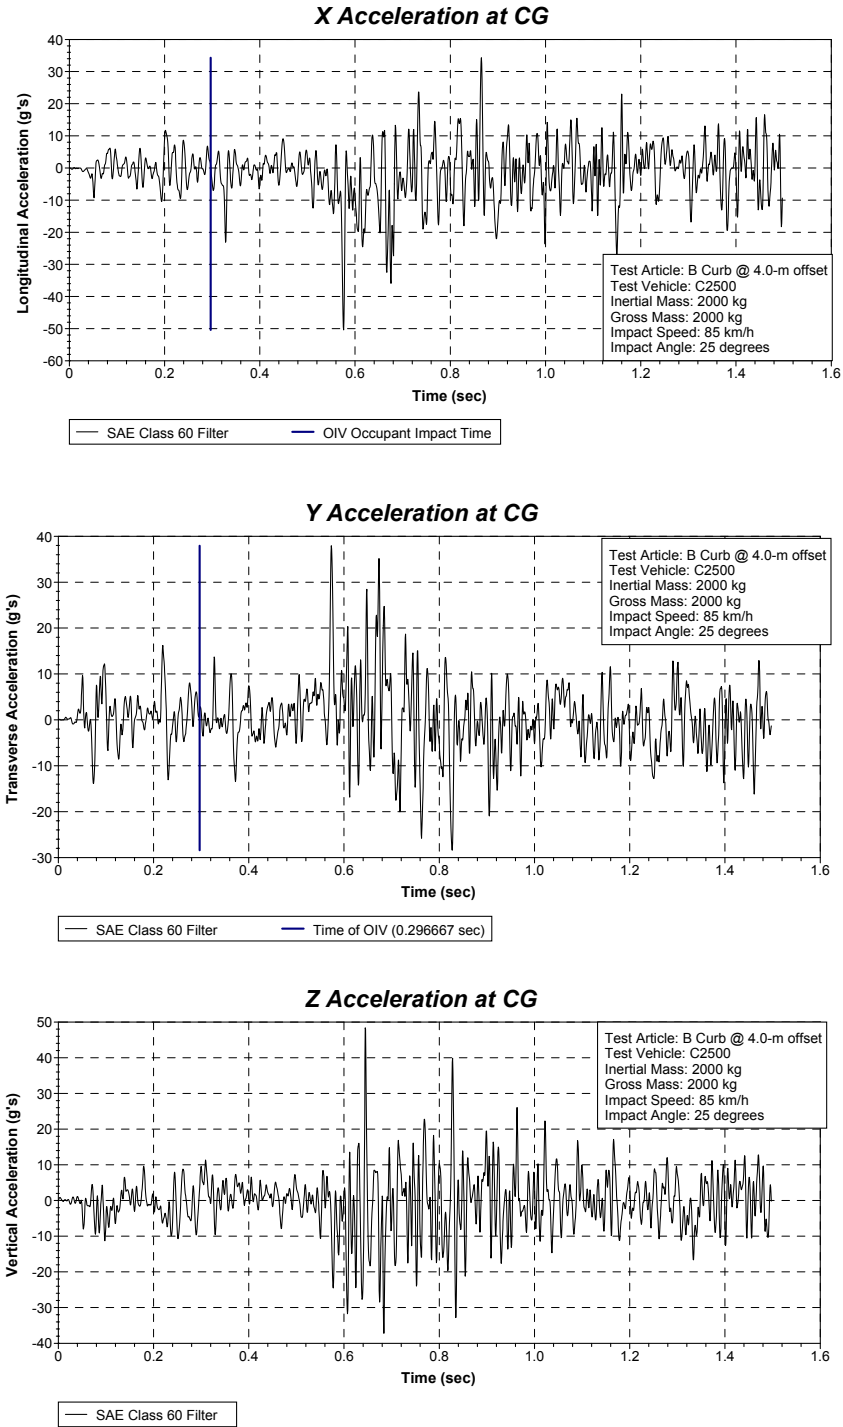 X Acceleration at CG
40
30
20
10
0
-10
-20
-30
-40
-50
-60
Longitudinal Acceleration (g's)
Test Article: B Curb @ 4.0-m offset
Test Vehicle: C2500
Inertial Mass: 2000 kg
Gross Mass: 2000 kg
Impact Speed: 85 km/h
Impact Angle: 25 degrees
0 0.2 0.4 0.6 0.8 1.0 1.2 1.4 1.6
Time (sec)
SAE Class 60 Filter OIV Occupant Impact Time
Y Acceleration at CG
40
30
20
10
0
-10
-20
-30
Transverse Acceleration (g's)
Test Article: B Curb @ 4.0-m offset
Test Vehicle: C2500
Inertial Mass: 2000 kg
Gross Mass: 2000 kg
Impact Speed: 85 km/h
Impact Angle: 25 degrees
0 0.2 0.4 0.6 0.8 1.0 1.2 1.4 1.6
Time (sec)
SAE Class 60 Filter Time of OIV (0.296667 sec)
Z Acceleration at CG
50
40
30
20
10
0
-10
-20
-30
-40
Vertical Acceleration (g's)
Test Article: B Curb @ 4.0-m offset
Test Vehicle: C2500
Inertial Mass: 2000 kg
Gross Mass: 2000 kg
Impact Speed: 85 km/h
Impact Angle: 25 degrees
0 0.2 0.4 0.6 0.8 1.0 1.2 1.4 1.6
Time (sec)
SAE Class 60 Filter